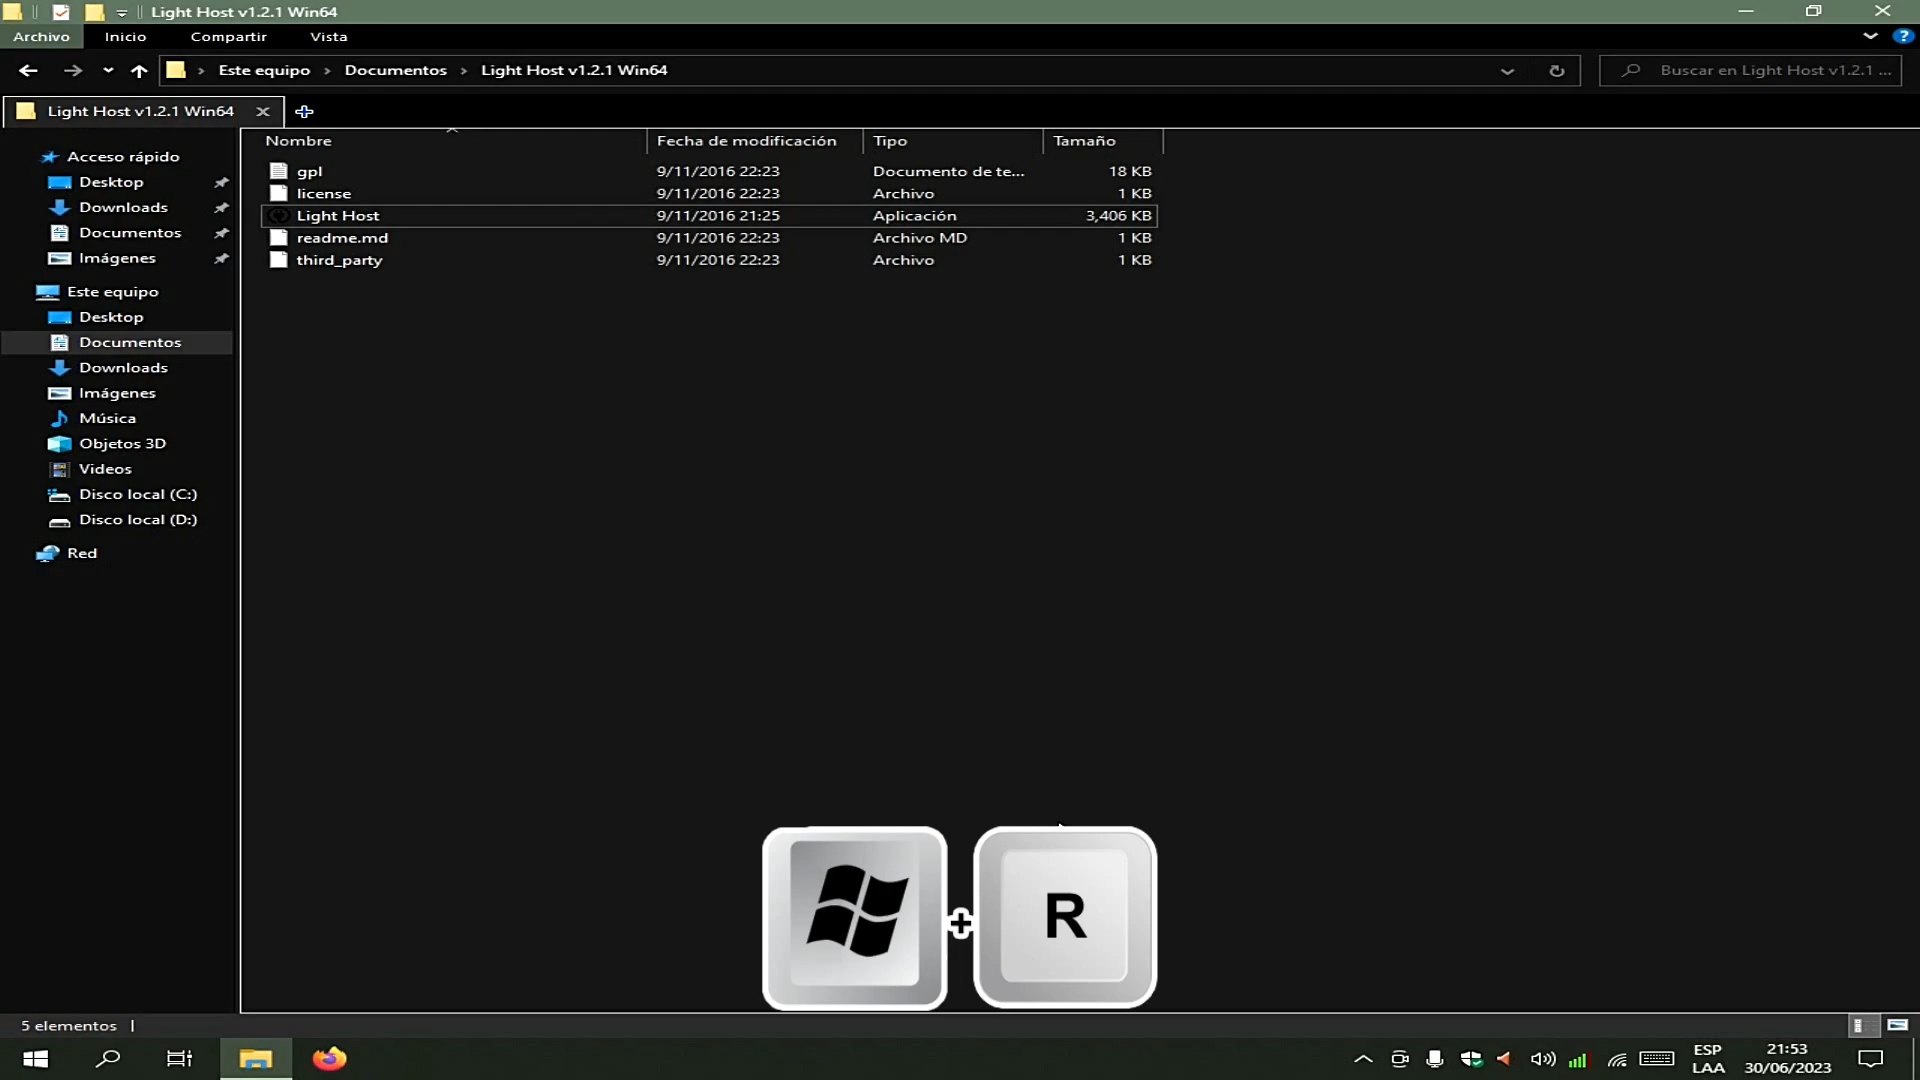 Light Host v1.2.1 Win64
Archivo Inicio Compartir Vista
Este equipo Documentos Light Host v1.2.1 Win64
Buscar en Light Host v1.2.1 ...
Light Host v1.2.1 Win64
Nombre Fecha de modificación Tipo Tamaño
gpl 9/11/2016 22:23 Documento de te... 18 KB
license 9/11/2016 22:23 Archivo 1 KB
Light Host 9/11/2016 21:25 Aplicación 3,406 KB
readme.md 9/11/2016 22:23 Archivo MD 1 KB
third_party 9/11/2016 22:23 Archivo 1 KB
Acceso rápido
Desktop
Downloads
Documentos
Imágenes
Este equipo
Desktop
Documentos
Downloads
Imágenes
Música
Objetos 3D
Videos
Disco local (C:)
Disco local (D:)
Red
+ R
5 elementos
ESP
LAA
21:53
30/06/2023